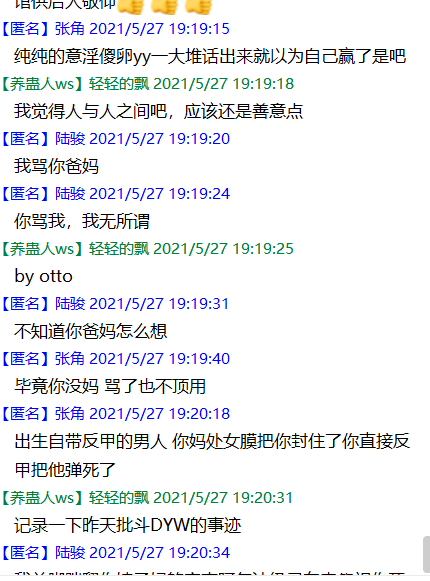 馆供后人敬仰👍👍👍
【匿名】张角 2021/5/27 19:19:15
纯纯的意淫傻卵yy一大堆话出来就以为自己赢了是吧
【养蛊人ws】轻轻的飘 2021/5/27 19:19:18
我觉得人与人之间吧，应该还是善意点
【匿名】陆骏 2021/5/27 19:19:20
我骂你爸妈
【匿名】陆骏 2021/5/27 19:19:24
你骂我，我无所谓
【养蛊人ws】轻轻的飘 2021/5/27 19:19:25
by otto
【匿名】陆骏 2021/5/27 19:19:31
不知道你爸妈怎么想
【匿名】张角 2021/5/27 19:19:40
毕竟你没妈 骂了也不顶用
【匿名】张角 2021/5/27 19:20:18
出生自带反甲的男人 你妈处女膜把你封住了你直接反
甲把他弹死了
【养蛊人ws】轻轻的飘 2021/5/27 19:20:31
记录一下昨天批斗DYW的事迹
【匿名】陆骏 2021/5/27 19:20:34